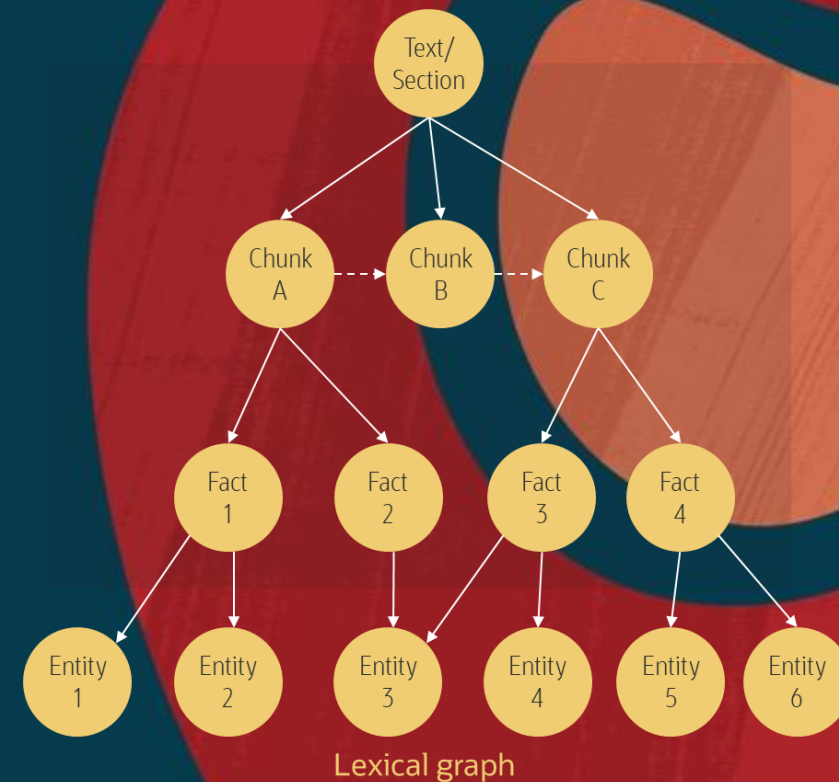 Text/
Section
Chunk
A
Chunk
B
Chunk
C
Fact
1
Fact
2
Fact
3
Fact
4
Entity
1
Entity
2
Entity
3
Entity
4
Entity
5
Entity
6
Lexical graph